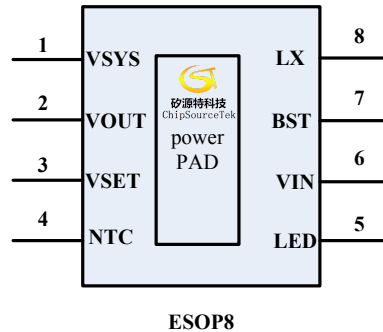 1
VSYS
2
VOUT
3
VSET
4
NTC
矽源特科技
ChipSourceTek
power
PAD
8
LX
7
BST
6
VIN
5
LED
ESOP8